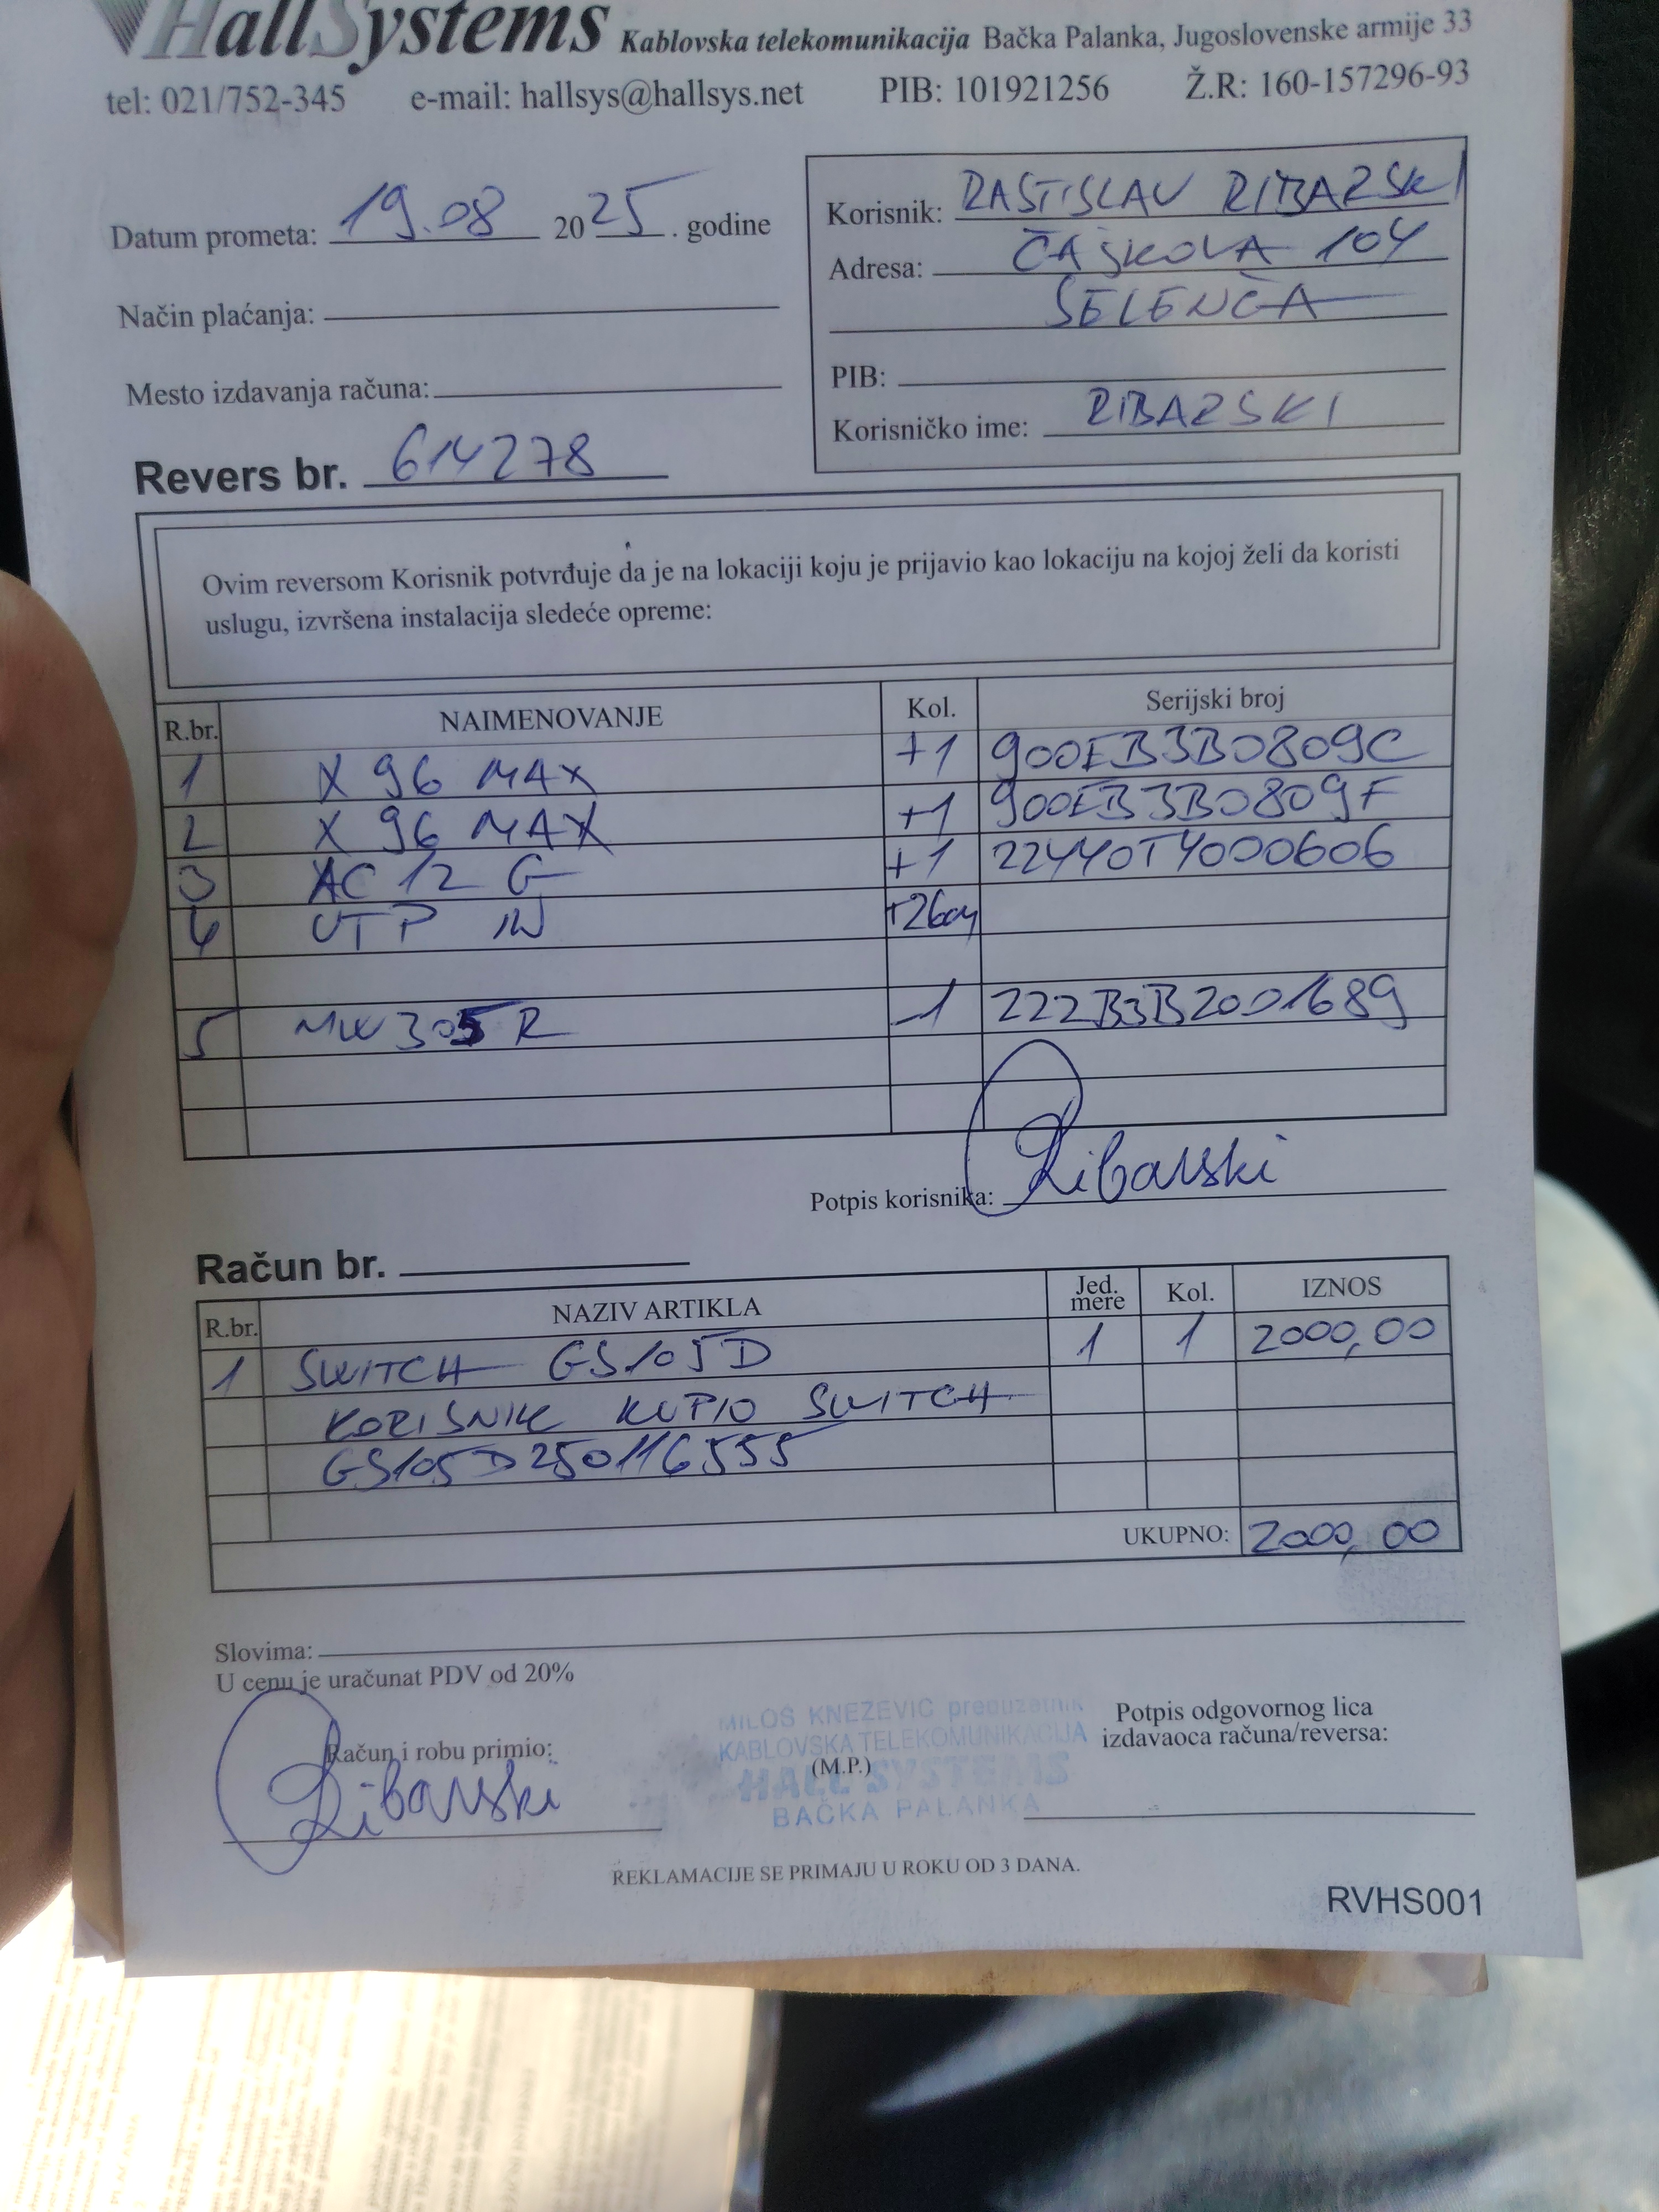 HallSystems Kablovska telekomunikacija Bačka Palanka, Jugoslovenske armije 33
tel: 021/752-345 e-mail: hallsys@hallsys.net PIB: 101921256 Ž.R: 160-157296-93
Datum prometa: 19.08 2025. godine
Način plaćanja:
Mesto izdavanja računa:
Revers br. 614278
Korisnik: RASTISLAV RIBARSKI
Adresa: ČAŠKOVA 104
SELENČA
PIB:
Korisničko ime: RIBARSKI
Ovim reversom Korisnik potvrđuje da je na lokaciji koju je prijavio kao lokaciju na kojoj želi da koristi
uslugu, izvršena instalacija sledeće opreme:
R.br. NAIMENOVANJE Kol. Serijski broj
1 X 96 MAX +1 900EB3B0809C
2 X 96 MAX +1 900EB3B0809F
3 AC 12 G +1 22440T4000606
4 UTP IN
5 MW305R -1 222B3B2001689
Potpis korisnika: Ribarski
Račun br.
R.br. NAZIV ARTIKLA Jed. mere Kol. IZNOS
1 SWITCH GS105D 1 1 2000,00
KORISNIK KUPIO SWITCH
GS105D250116555
UKUPNO: 2000,00
Slovima:
U cenu je uračunat PDV od 20%
Račun i robu primio:
Ribarski
MILOŠ KNEŽEVIĆ preduzetnik
KABLOVSKA TELEKOMUNIKACIJA
(M.P.)
HALL SYSTEMS
BAČKA PALANKA
Potpis odgovornog lica
izdavaoca računa/reversa:
REKLAMACIJE SE PRIMAJU U ROKU OD 3 DANA.
RVHS001